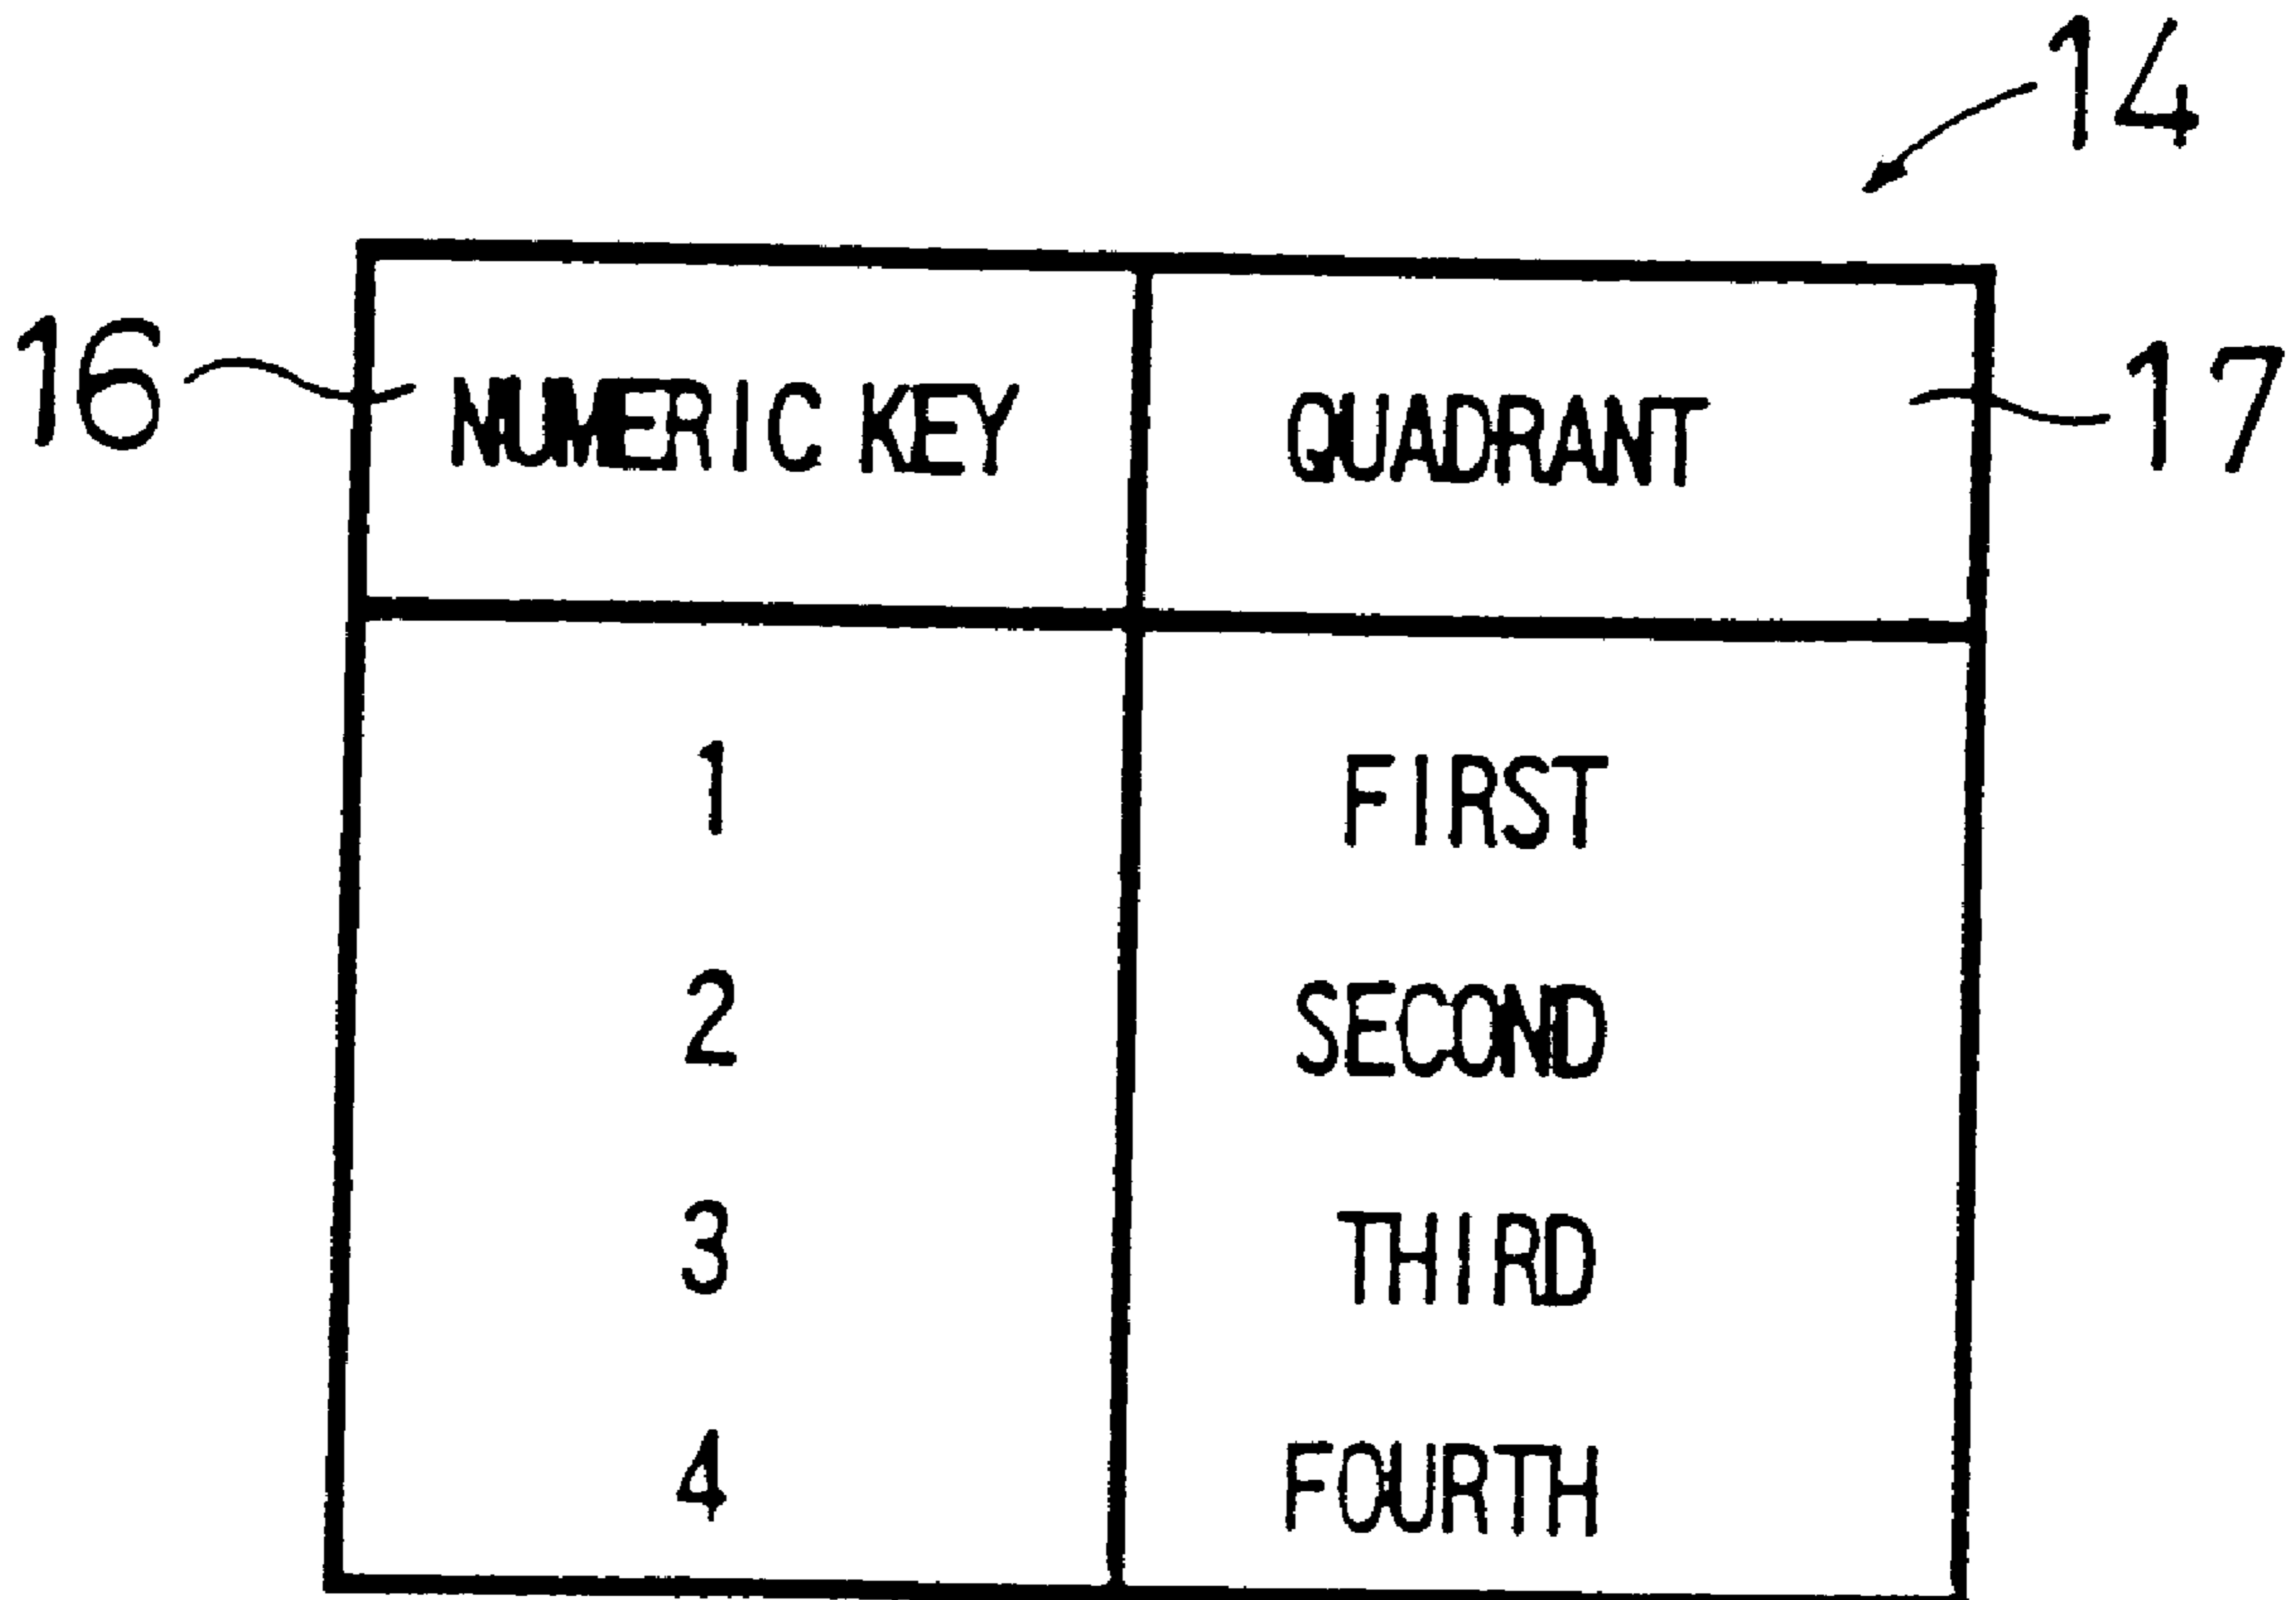 14
16 NUMERIC KEY QUADRANT 17
1 FIRST
2 SECOND
3 THIRD
4 FOURTH